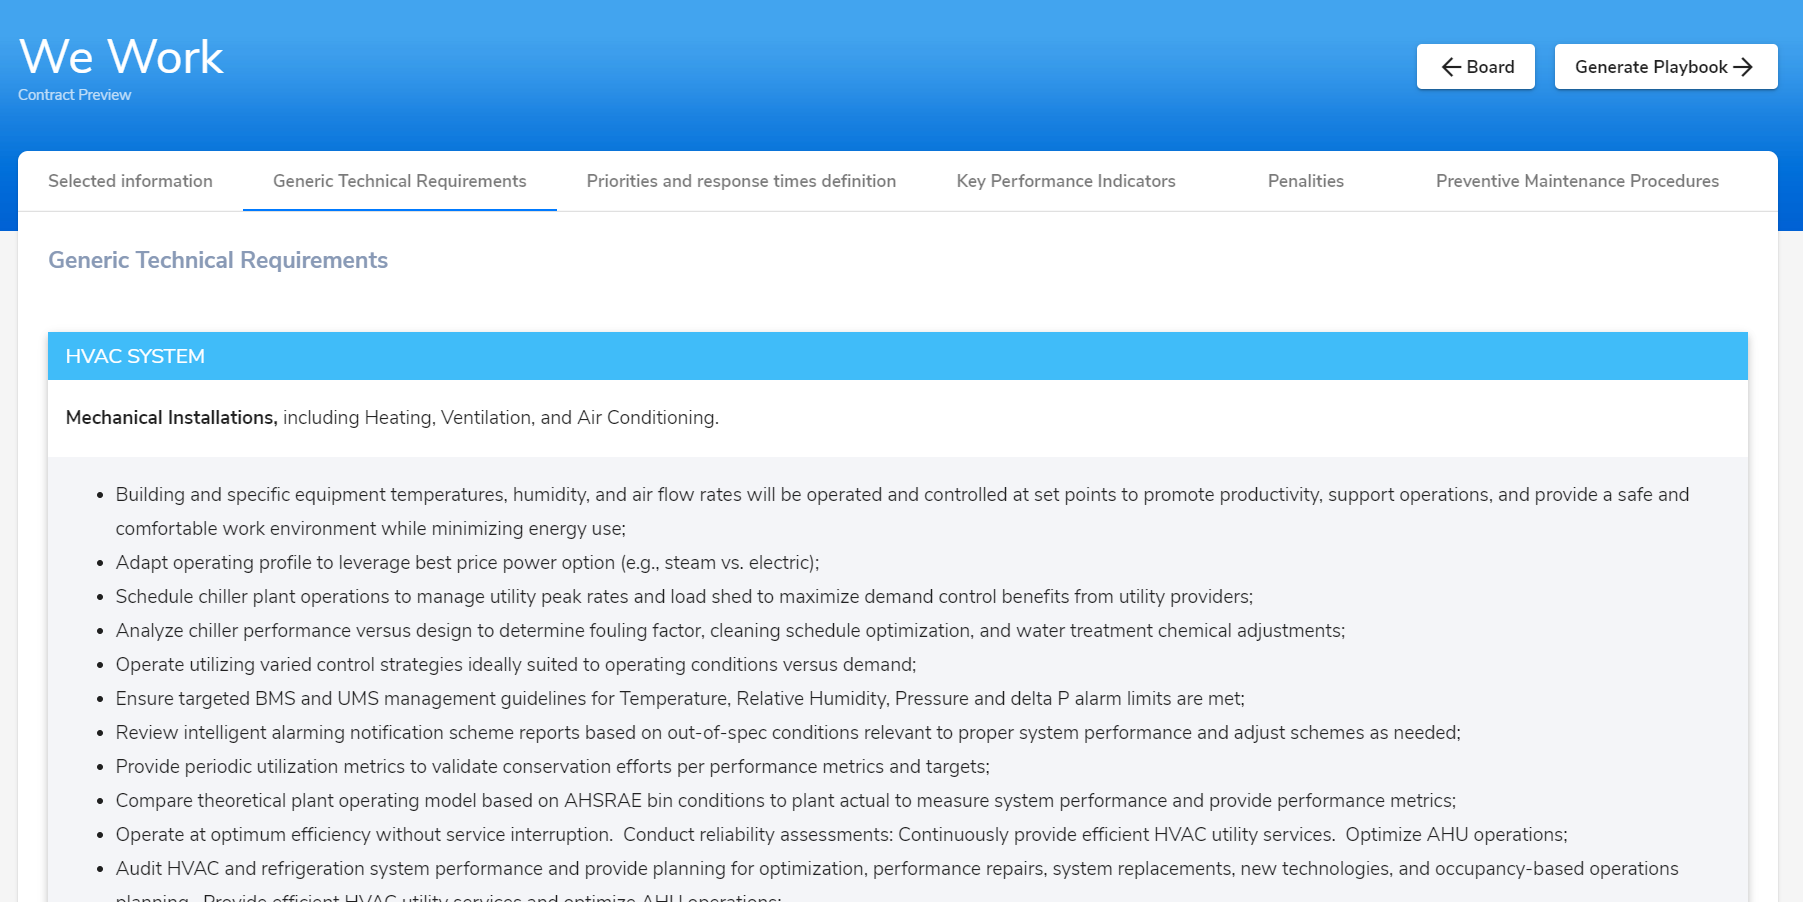 We Work
Contract Preview
Board
Generate Playbook
Selected information
Generic Technical Requirements
Priorities and response times definition
Key Performance Indicators
Penalities
Preventive Maintenance Procedures
Generic Technical Requirements
HVAC SYSTEM
Mechanical Installations, including Heating, Ventilation, and Air Conditioning.
Building and specific equipment temperatures, humidity, and air flow rates will be operated and controlled at set points to promote productivity, support operations, and provide a safe and
comfortable work environment while minimizing energy use;
Adapt operating profile to leverage best price power option (e.g., steam vs. electric);
Schedule chiller plant operations to manage utility peak rates and load shed to maximize demand control benefits from utility providers;
Analyze chiller performance versus design to determine fouling factor, cleaning schedule optimization, and water treatment chemical adjustments;
Operate utilizing varied control strategies ideally suited to operating conditions versus demand;
Ensure targeted BMS and UMS management guidelines for Temperature, Relative Humidity, Pressure and delta P alarm limits are met;
Review intelligent alarming notification scheme reports based on out-of-spec conditions relevant to proper system performance and adjust schemes as needed;
Provide periodic utilization metrics to validate conservation efforts per performance metrics and targets;
Compare theoretical plant operating model based on AHSRAE bin conditions to plant actual to measure system performance and provide performance metrics;
Operate at optimum efficiency without service interruption.  Conduct reliability assessments: Continuously provide efficient HVAC utility services.  Optimize AHU operations;
Audit HVAC and refrigeration system performance and provide planning for optimization, performance repairs, system replacements, new technologies, and occupancy-based operations
planning.  Provide efficient HVAC utility services and optimize AHU operations;